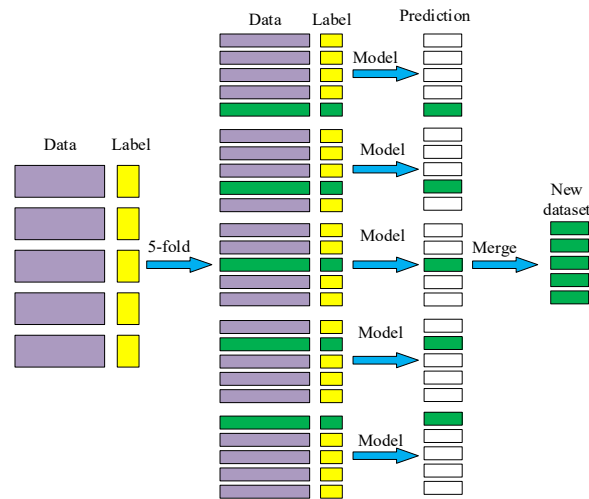 Data Label Prediction
Model
Model
Data Label
New
dataset
5-fold
Model
Merge
Model
Model